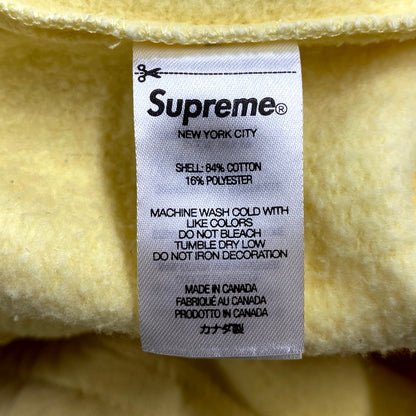 Supreme®
NEW YORK CITY
SHELL: 84% COTTON
16% POLYESTER
MACHINE WASH COLD WITH
LIKE COLORS
DO NOT BLEACH
TUMBLE DRY LOW
DO NOT IRON DECORATION
MADE IN CANADA
FABRIQUÉ AU CANADA
PRODOTTO IN CANADA
カナダ製